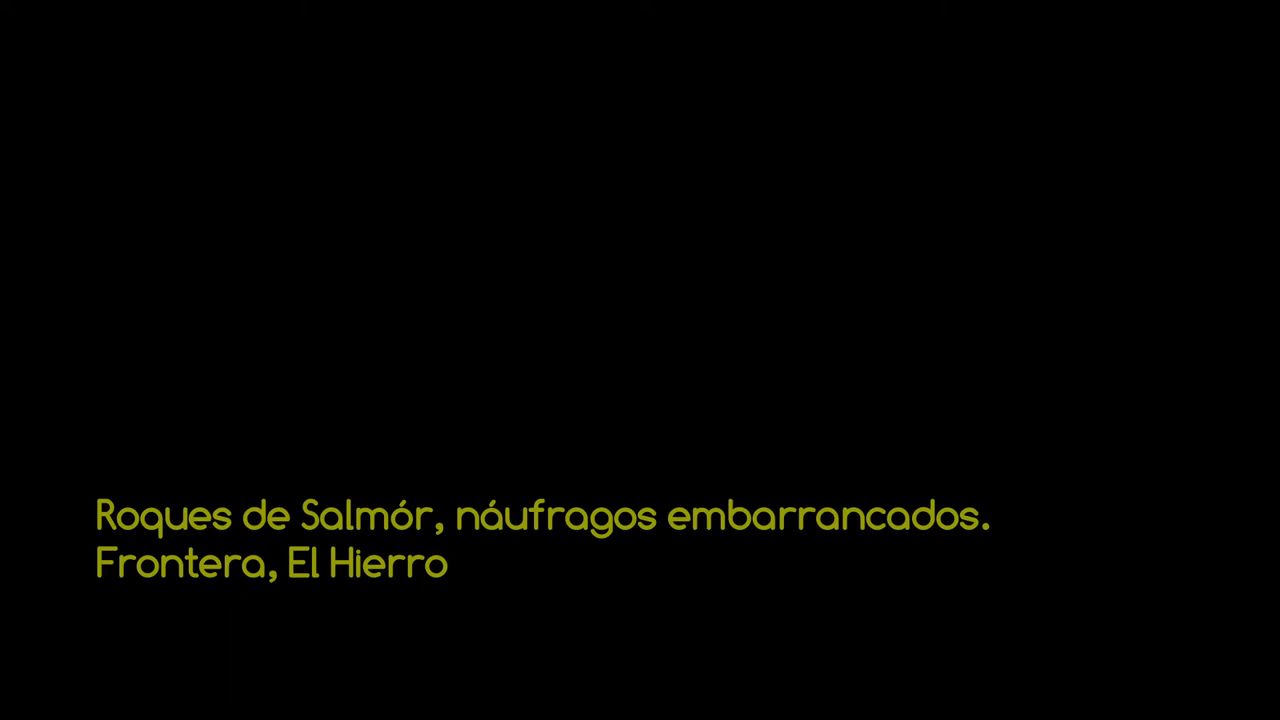 Roques de Salmór, náufragos embarrancados.
Frontera, El Hierro